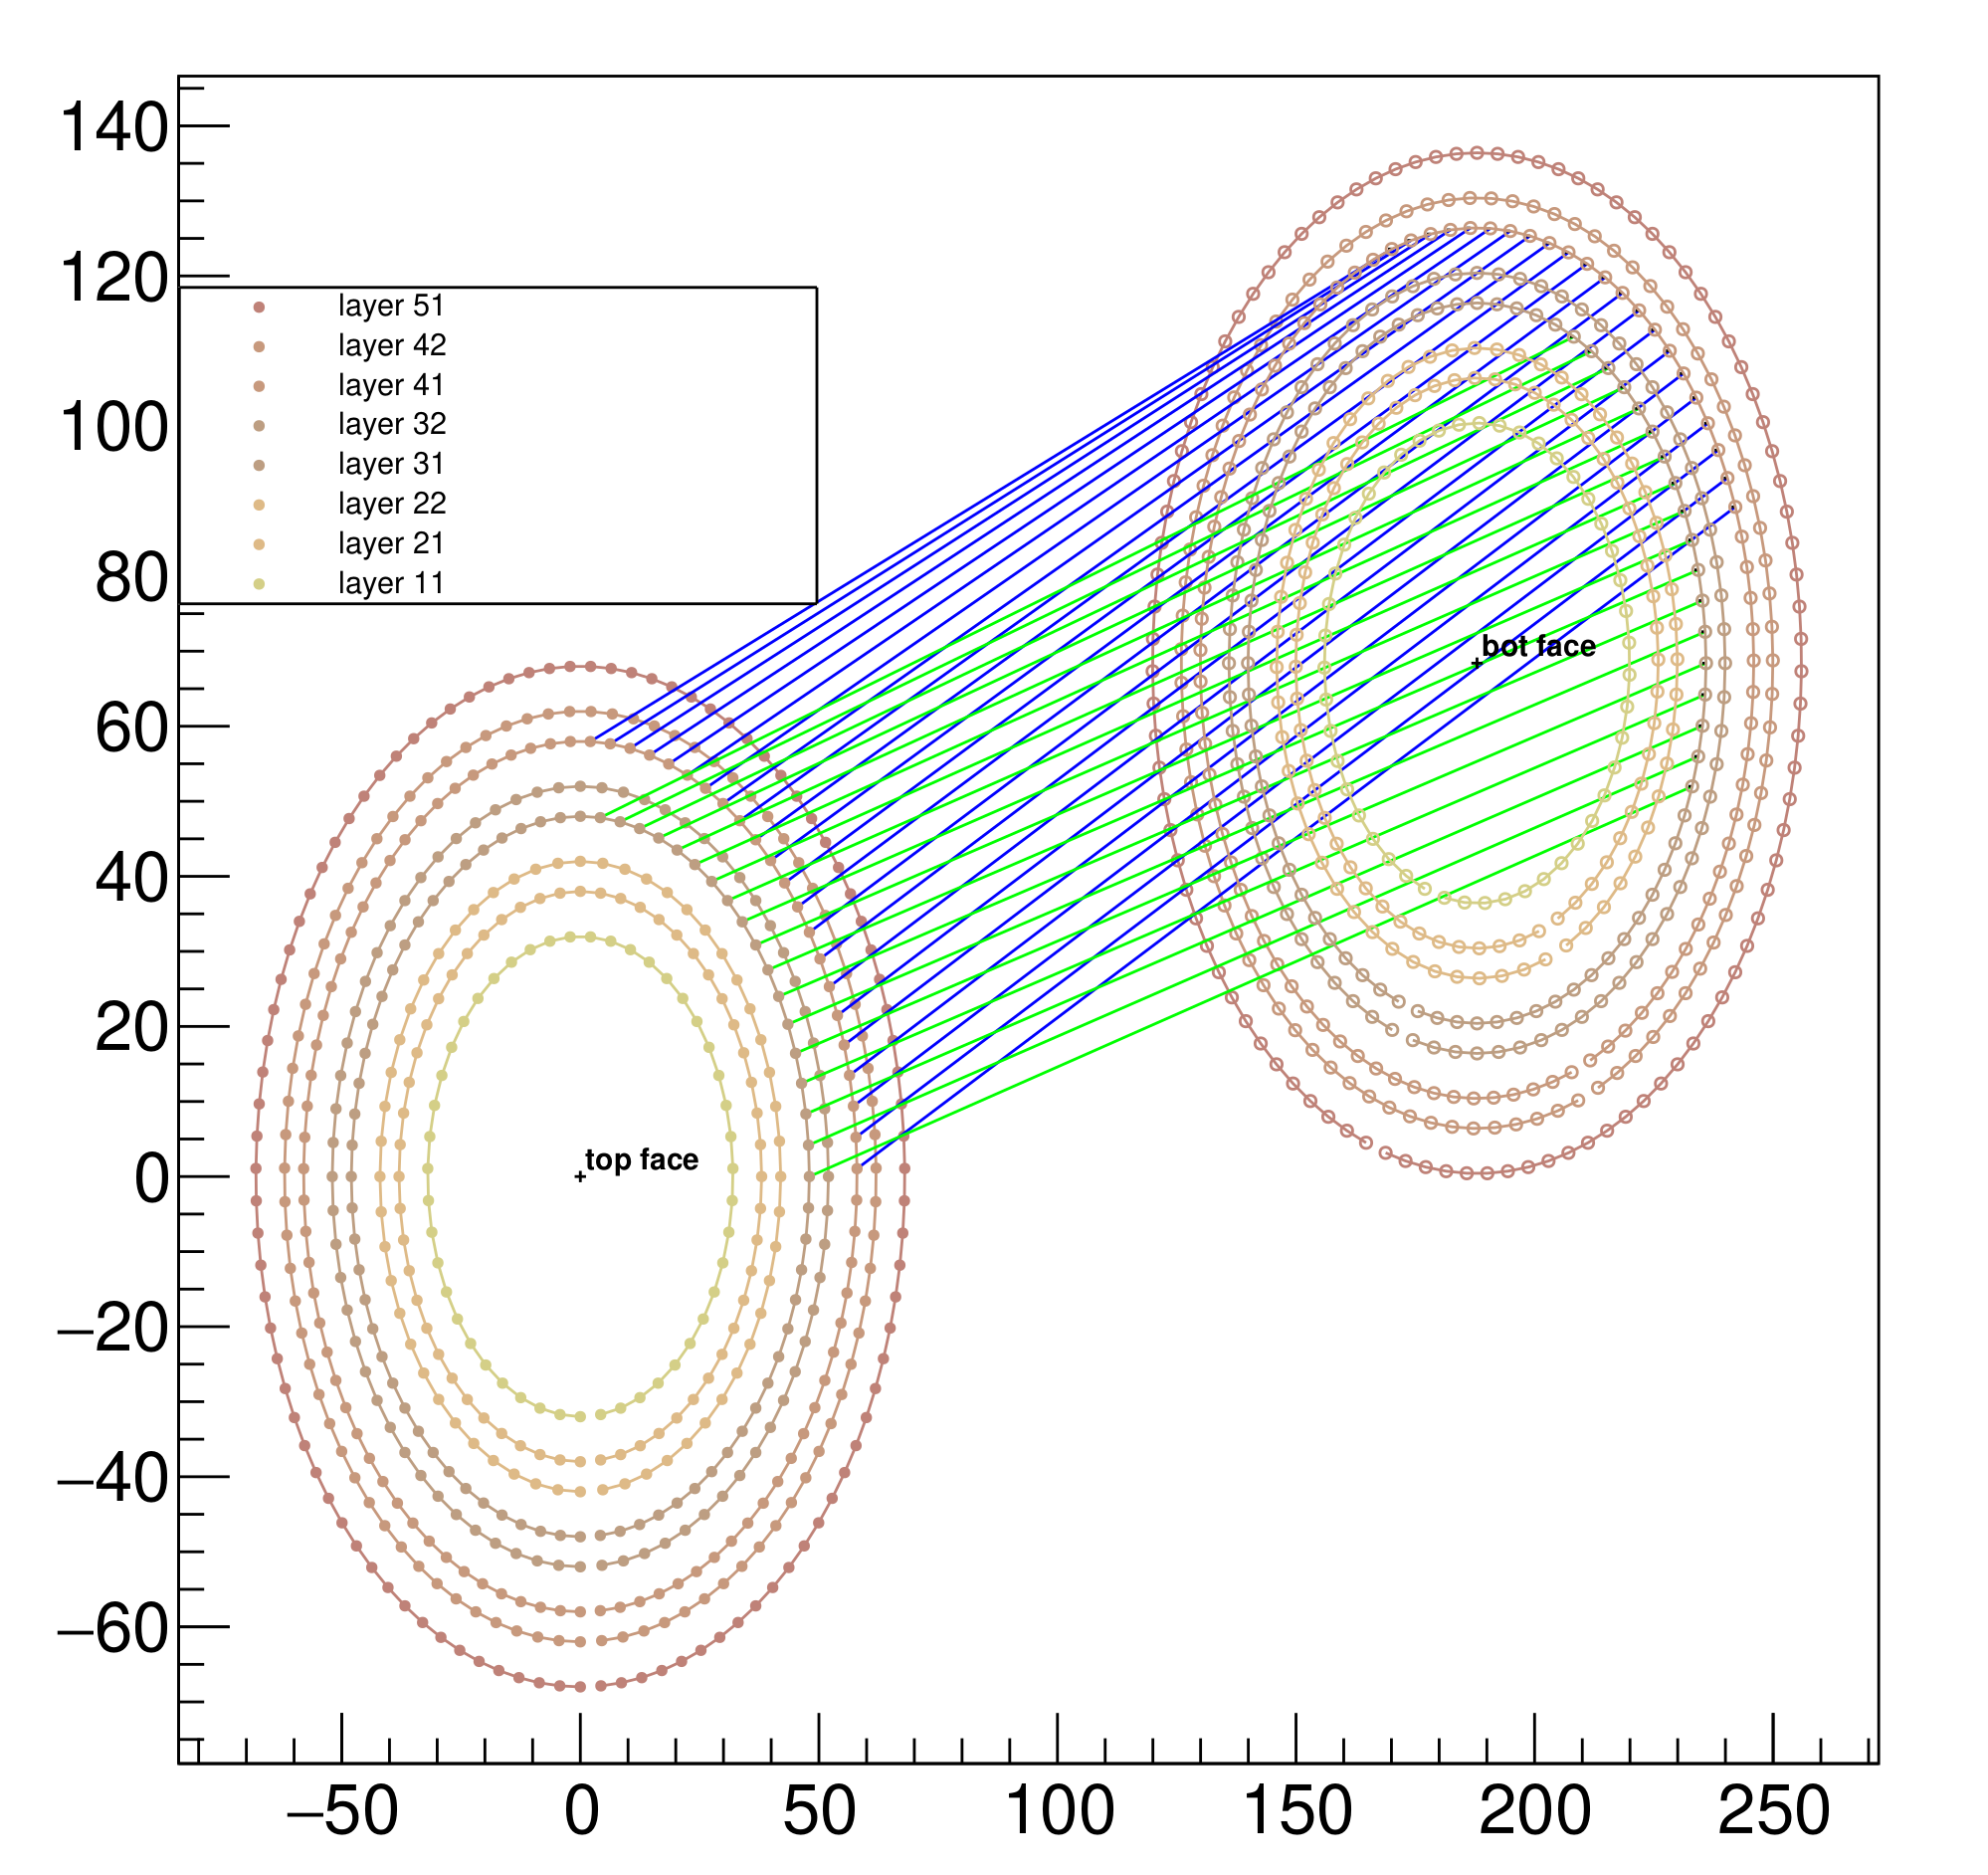 140
120
layer 51
layer 42
layer 41
layer 32
layer 31
layer 22
layer 21
layer 11
100
80
bot face
60
40
20
top face
0
−20
−40
−60
−50 0 50 100 150 200 250